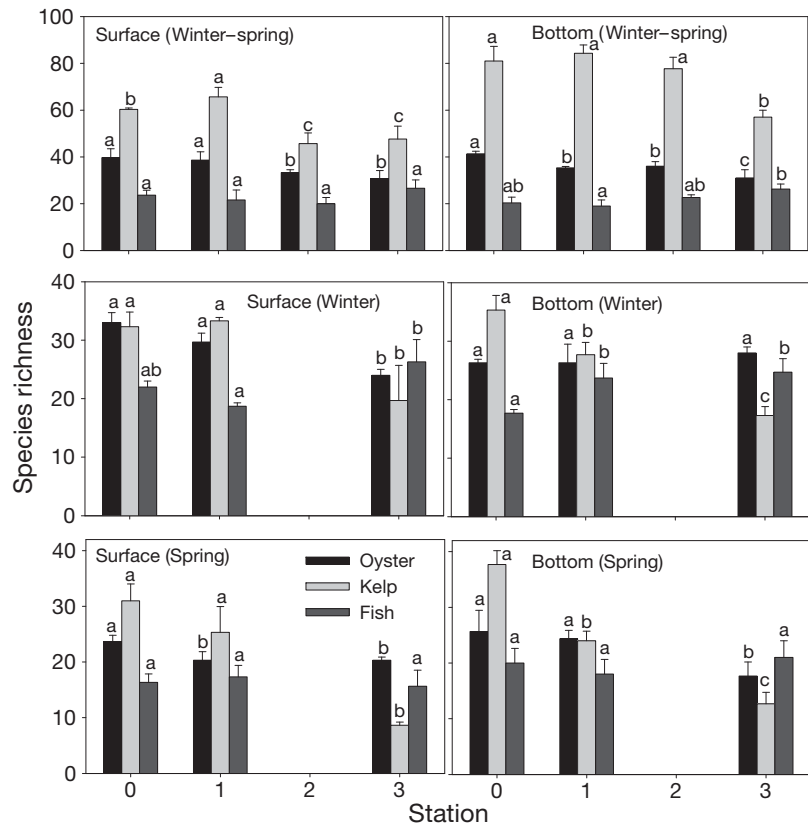 Surface (Winter–spring)
Bottom (Winter–spring)
100
80
60
40
20
0
a b a
a a a
b c a
b c a
a a ab
b a a
b a ab
c b b
Species richness
Surface (Winter)
Bottom (Winter)
40
30
20
10
0
a a ab
a a a
b b b
a a a
a b b
a c b
Surface (Spring)
Bottom (Spring)
Oyster
Kelp
Fish
40
30
20
10
0
a a a
b a a
b b a
a a a
a b a
b c a
0 1 2 3
0 1 2 3
Station